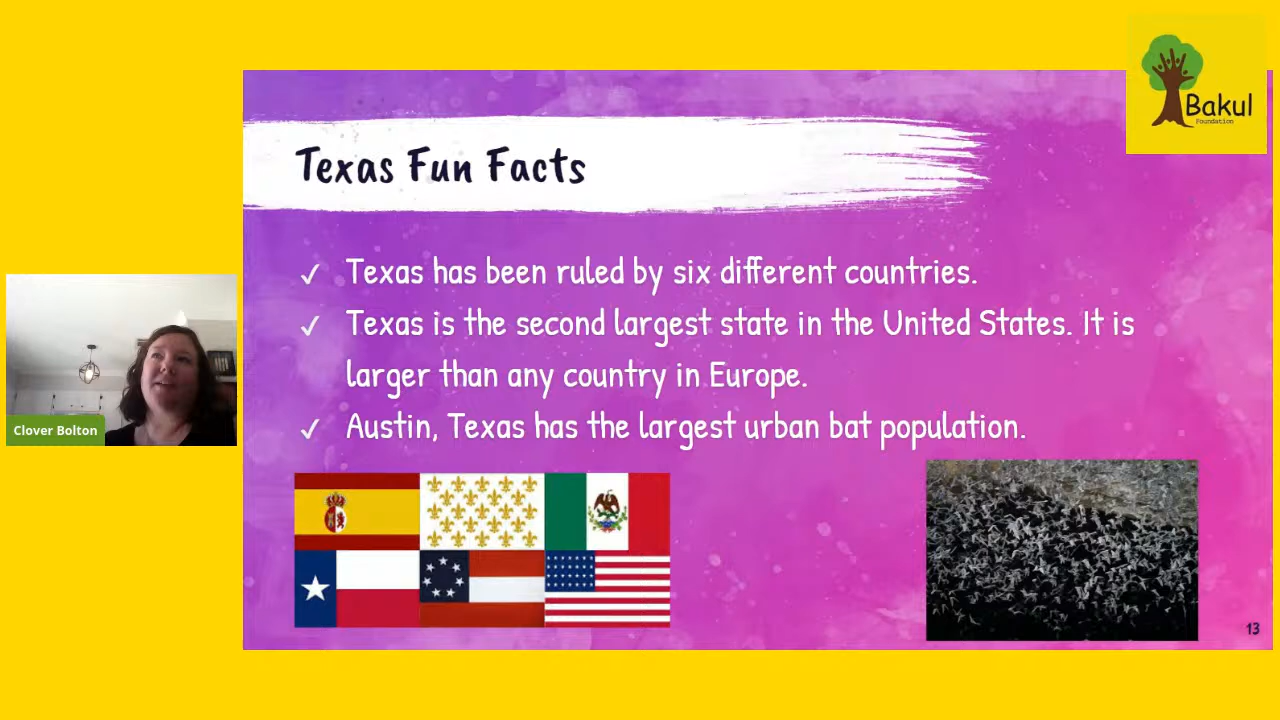 Bakul
Foundation
Texas Fun Facts
✓ Texas has been ruled by six different countries.
✓ Texas is the second largest state in the United States. It is
larger than any country in Europe.
✓ Austin, Texas has the largest urban bat population.
Clover Bolton
13